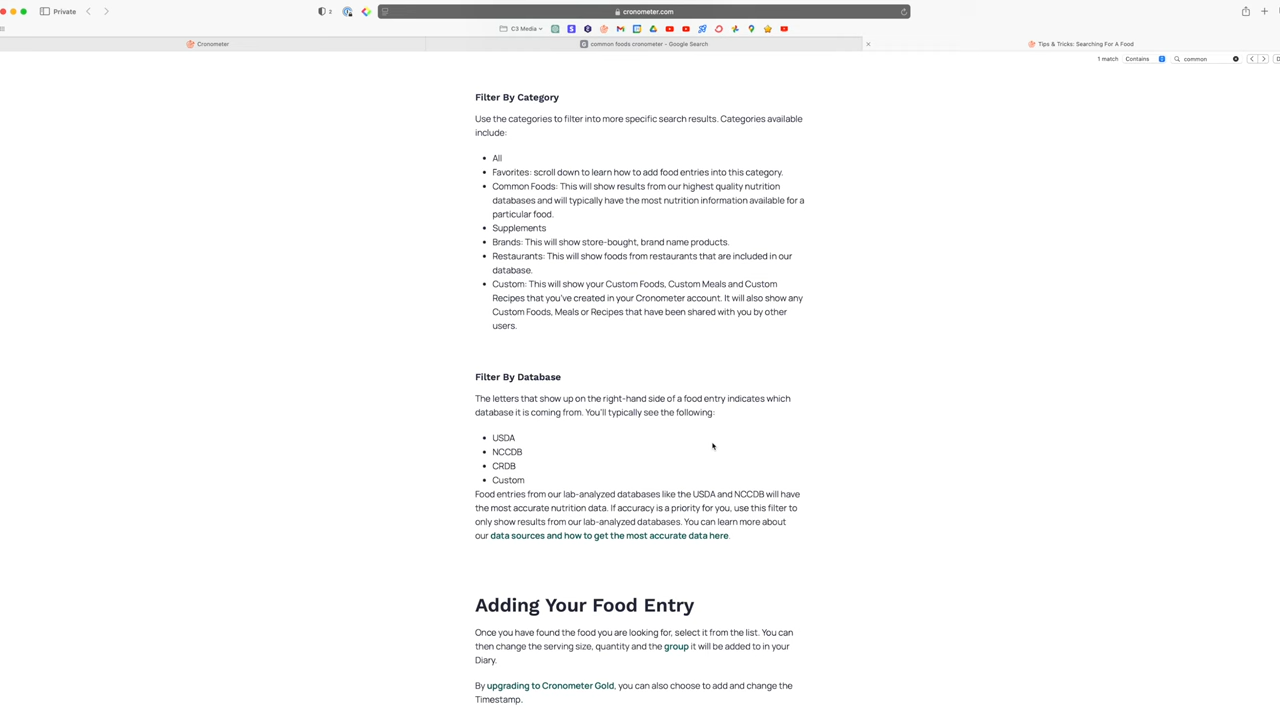 Private
2
cronometer.com
C3 Media
Cronometer
common foods cronometer - Google Search
Tips & Tricks: Searching For A Food
1 match
Contains
common
Filter By Category
Use the categories to filter into more specific search results. Categories available
include:
All
Favorites: scroll down to learn how to add food entries into this category.
Common Foods: This will show results from our highest quality nutrition
databases and will typically have the most nutrition information available for a
particular food.
Supplements
Brands: This will show store-bought, brand name products.
Restaurants: This will show foods from restaurants that are included in our
database.
Custom: This will show your Custom Foods, Custom Meals and Custom
Recipes that you've created in your Cronometer account. It will also show any
Custom Foods, Meals or Recipes that have been shared with you by other
users.
Filter By Database
The letters that show up on the right-hand side of a food entry indicates which
database it is coming from. You'll typically see the following:
USDA
NCCDB
CRDB
Custom
Food entries from our lab-analyzed databases like the USDA and NCCDB will have
the most accurate nutrition data. If accuracy is a priority for you, use this filter to
only show results from our lab-analyzed databases. You can learn more about
our data sources and how to get the most accurate data here.
Adding Your Food Entry
Once you have found the food you are looking for, select it from the list. You can
then change the serving size, quantity and the group it will be added to in your
Diary.
By upgrading to Cronometer Gold, you can also choose to add and change the
Timestamp.